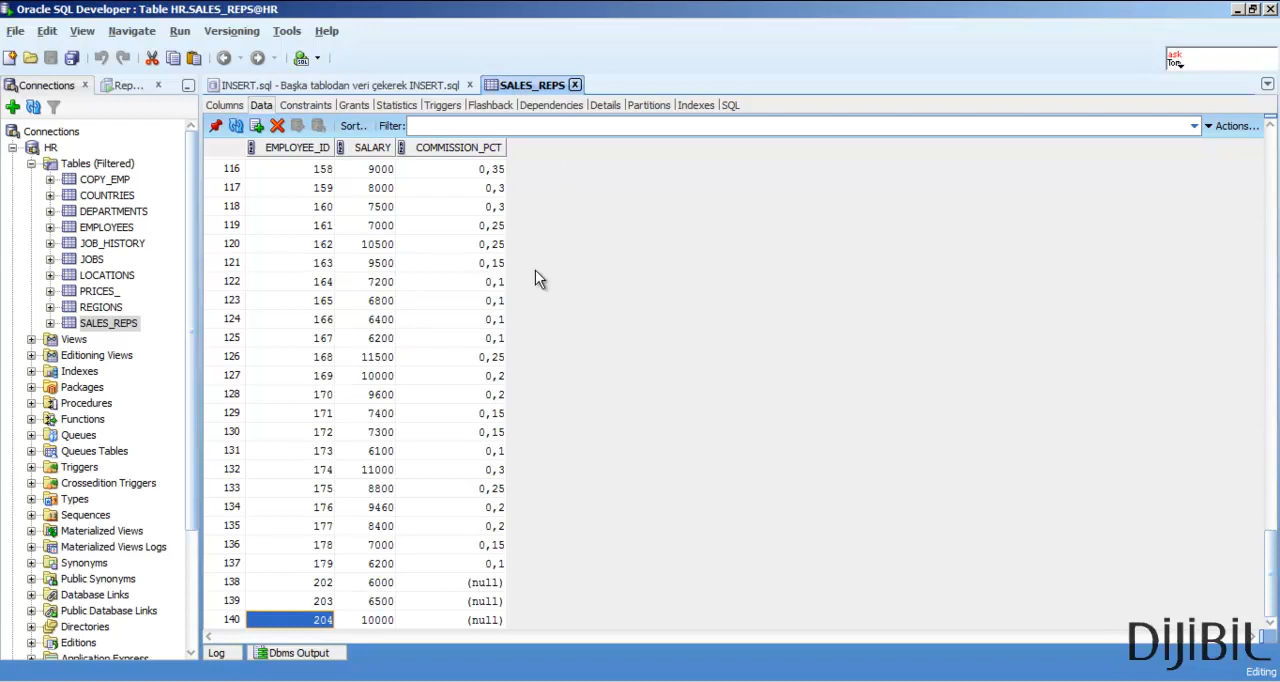 Oracle SQL Developer : Table HR.SALES_REPS@HR
File Edit View Navigate Run Versioning Tools Help
ask
Tom
Connections Rep... INSERT.sql - Başka tablodan veri çekerek INSERT.sql SALES_REPS
Columns Data Constraints Grants Statistics Triggers Flashback Dependencies Details Partitions Indexes SQL
Sort.. Filter: Actions...
Connections
HR
Tables (Filtered)
COPY_EMP
COUNTRIES
DEPARTMENTS
EMPLOYEES
JOB_HISTORY
JOBS
LOCATIONS
PRICES_
REGIONS
SALES_REPS
Views
Editioning Views
Indexes
Packages
Procedures
Functions
Queues
Queues Tables
Triggers
Crossedition Triggers
Types
Sequences
Materialized Views
Materialized Views Logs
Synonyms
Public Synonyms
Database Links
Public Database Links
Directories
Editions
Application Express
EMPLOYEE_ID SALARY COMMISSION_PCT
116 158 9000 0,35
117 159 8000 0,3
118 160 7500 0,3
119 161 7000 0,25
120 162 10500 0,25
121 163 9500 0,15
122 164 7200 0,1
123 165 6800 0,1
124 166 6400 0,1
125 167 6200 0,1
126 168 11500 0,25
127 169 10000 0,2
128 170 9600 0,2
129 171 7400 0,15
130 172 7300 0,15
131 173 6100 0,1
132 174 11000 0,3
133 175 8800 0,25
134 176 9460 0,2
135 177 8400 0,2
136 178 7000 0,15
137 179 6200 0,1
138 202 6000 (null)
139 203 6500 (null)
140 204 10000 (null)
Log Dbms Output
DİJİBİL
Editing